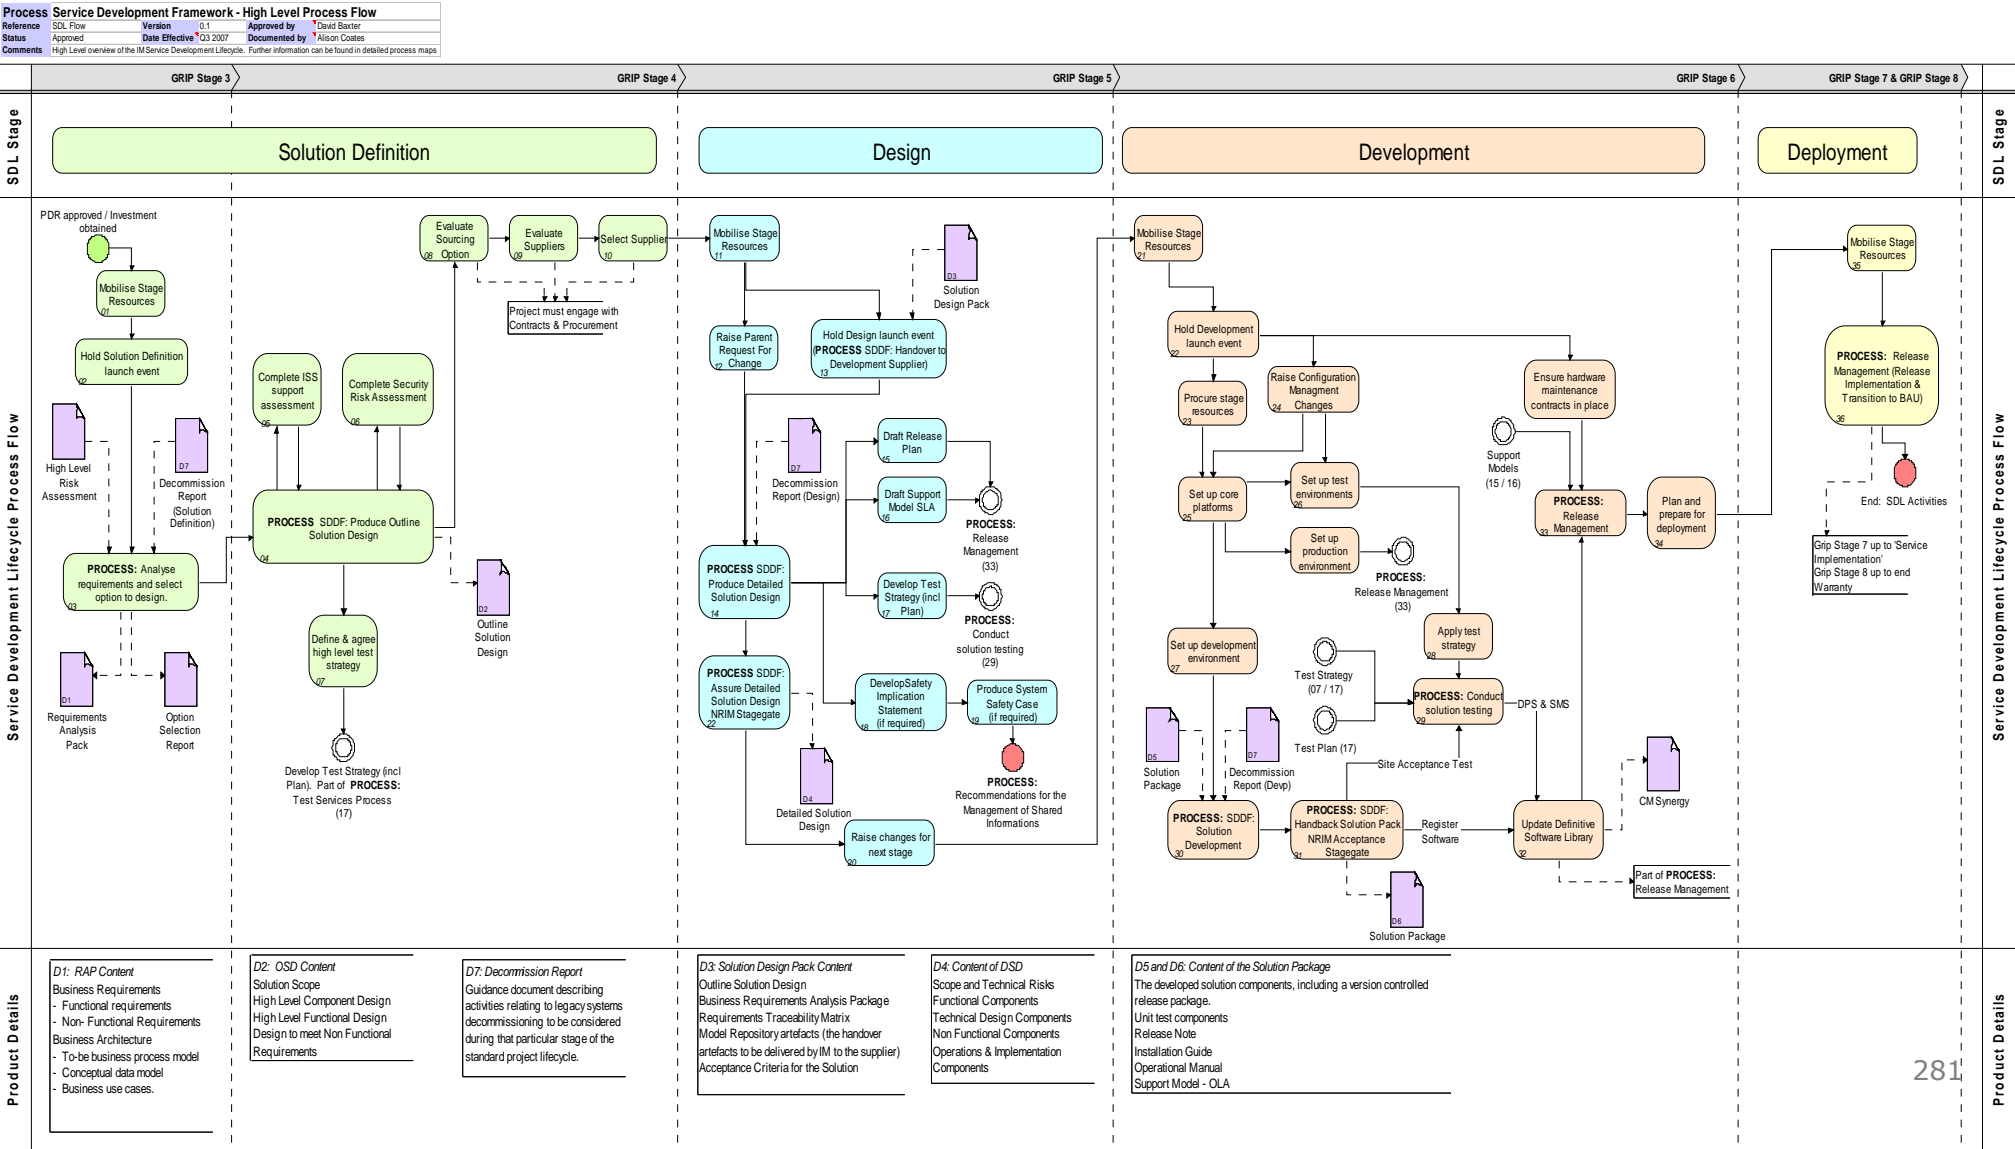 Process Service Development Framework - High Level Process Flow
Reference SDL Flow Version 0.1 Approved by David Baxter
Status Approved Date Effective Q3 2007 Documented by Alison Coates
Comments High Level overview of the IM Service Development Lifecycle. Further information can be found in detailed process maps
GRIP Stage 3
GRIP Stage 4
GRIP Stage 5
GRIP Stage 6
GRIP Stage 7 & GRIP Stage 8
SDL Stage
Solution Definition
Design
Development
Deployment
SDL Stage
Service Development Lifecycle Process Flow
PDR approved / Investment
obtained
Mobilise Stage
Resources
01
Hold Solution Definition
launch event
02
High Level
Risk
Assessment
D7
Decommission
Report
(Solution
Definition)
PROCESS: Analyse
requirements and select
option to design.
03
D1
Requirements
Analysis
Pack
Option
Selection
Report
Complete ISS
support
assessment
05
Complete Security
Risk Assessment
06
PROCESS SDDF: Produce Outline
Solution Design
04
Define & agree
high level test
strategy
07
Develop Test Strategy (incl
Plan). Part of PROCESS:
Test Services Process
(17)
D2
Outline
Solution
Design
Evaluate
Sourcing
Option
08
Evaluate
Suppliers
09
Select Supplier
10
Project must engage with
Contracts & Procurement
Mobilise Stage
Resources
11
D3
Solution
Design Pack
Raise Parent
Request For
Change
12
Hold Design launch event
(PROCESS SDDF: Handover to
Development Supplier)
13
D7
Decommission
Report (Design)
Draft Release
Plan
15
Draft Support
Model SLA
16
PROCESS:
Release
Management
(33)
PROCESS SDDF:
Produce Detailed
Solution Design
14
Develop Test
Strategy (incl
Plan)
17
PROCESS:
Conduct
solution testing
(29)
PROCESS SDDF:
Assure Detailed
Solution Design
NRIM Stagegate
22
DevelopSafety
Implication
Statement
(if required)
18
Produce System
Safety Case
(if required)
19
PROCESS:
Recommendations for the
Management of Shared
Informations
D4
Detailed Solution
Design
Raise changes for
next stage
20
Mobilise Stage
Resources
21
Hold Development
launch event
22
Procure stage
resources
23
Raise Configuration
Managment
Changes
24
Ensure hardware
maintenance
contracts in place
Support
Models
(15 / 16)
Set up core
platforms
25
Set up test
environments
26
Set up
production
environment
PROCESS:
Release Management
(33)
PROCESS:
Release
Management
33
Plan and
prepare for
deployment
34
Set up development
environment
27
Apply test
strategy
28
Test Strategy
(07 / 17)
Test Plan (17)
PROCESS: Conduct
solution testing
29
DPS & SMS
Site Acceptance Test
D5
Solution
Package
D7
Decommission
Report (Devp)
PROCESS: SDDF:
Solution
Development
30
PROCESS: SDDF:
Handback Solution Pack
NRIM Acceptance
Stagegate
31
Register
Software
Update Definitive
Software Library
32
CM Synergy
Part of PROCESS:
Release Management
D6
Solution Package
Mobilise Stage
Resources
35
PROCESS: Release
Management (Release
Implementation &
Transition to BAU)
36
End: SDL Activities
Grip Stage 7 up to 'Service
Implementation'
Grip Stage 8 up to end
Warranty
Service Development Lifecycle Process Flow
Product Details
D1: RAP Content
Business Requirements
- Functional requirements
- Non- Functional Requirements
Business Architecture
- To-be business process model
- Conceptual data model
- Business use cases.
D2: OSD Content
Solution Scope
High Level Component Design
High Level Functional Design
Design to meet Non Functional
Requirements
D7: Decommission Report
Guidance document describing
activities relating to legacy systems
decommissioning to be considered
during that particular stage of the
standard project lifecycle.
D3: Solution Design Pack Content
Outline Solution Design
Business Requirements Analysis Package
Requirements Traceability Matrix
Model Repository artefacts (the handover
artefacts to be delivered by IM to the supplier)
Acceptance Criteria for the Solution
D4: Content of DSD
Scope and Technical Risks
Functional Components
Technical Design Components
Non Functional Components
Operations & Implementation
Components
D5 and D6: Content of the Solution Package
The developed solution components, including a version controlled
release package.
Unit test components
Release Note
Installation Guide
Operational Manual
Support Model - OLA
281
Product Details